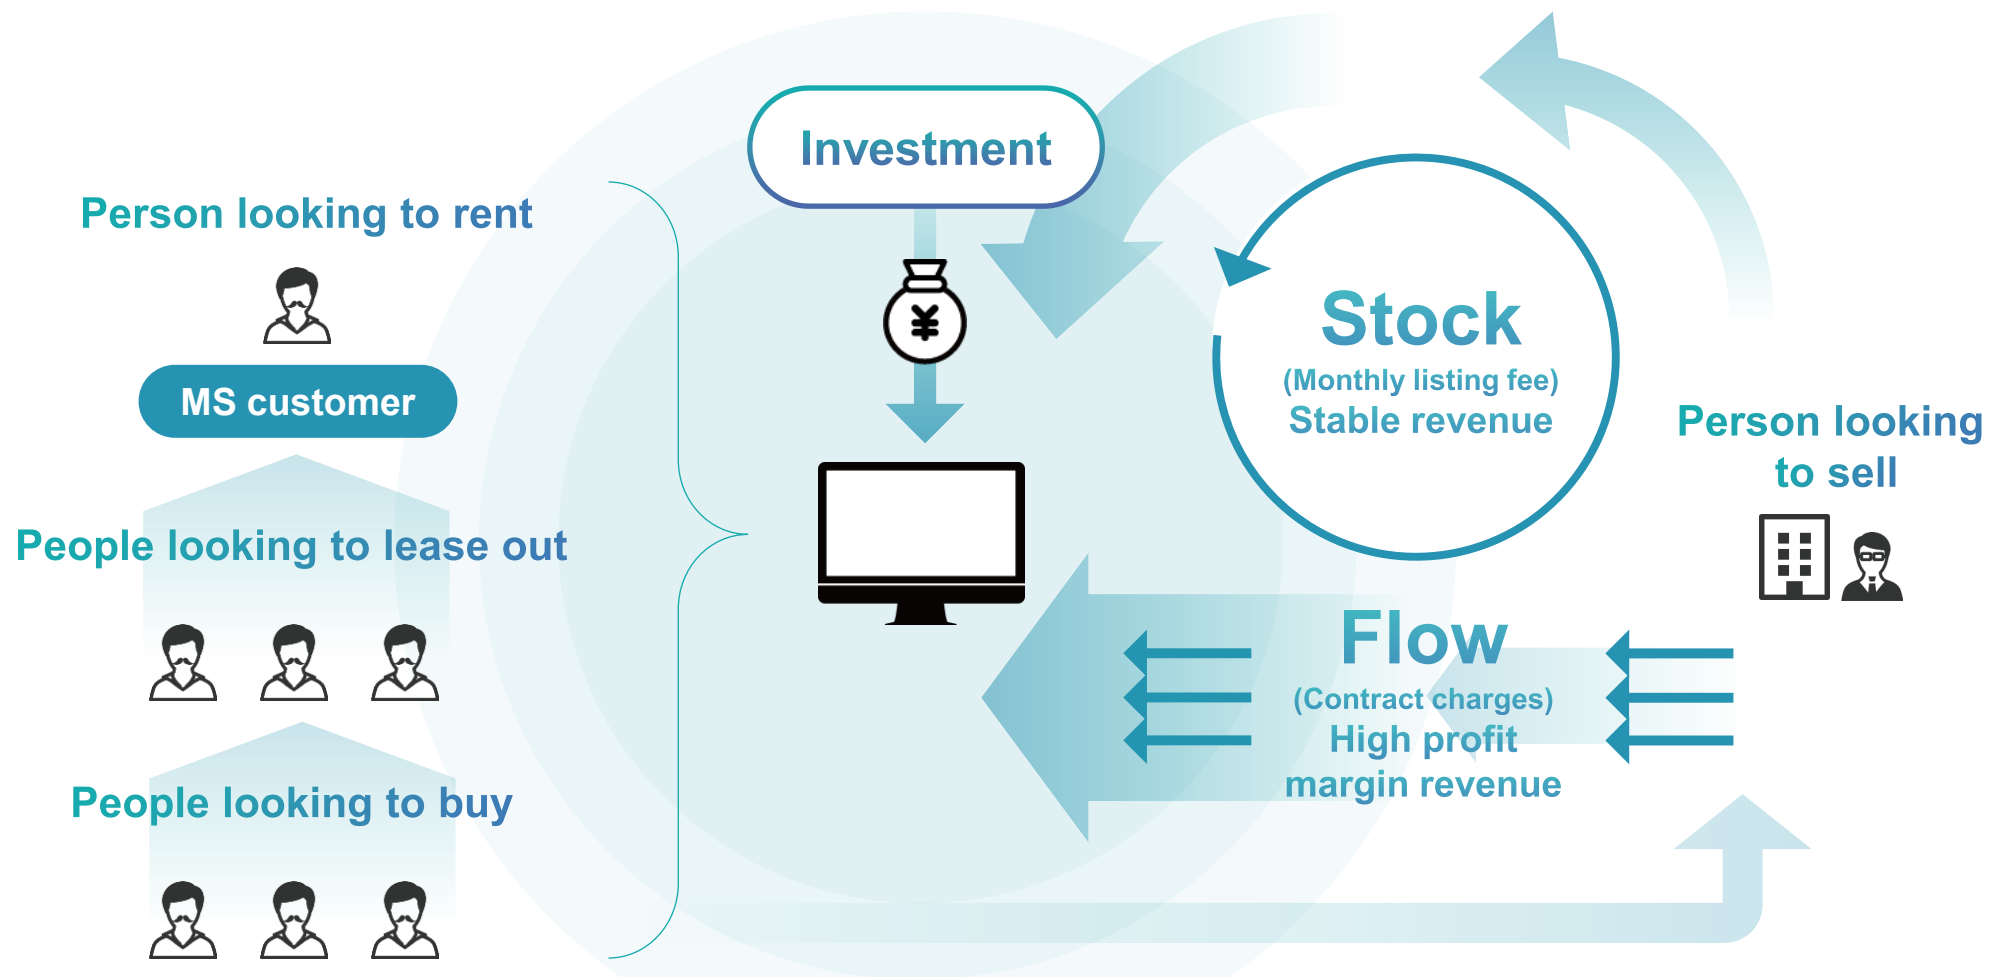 Investment
Person looking to rent
MS customer
People looking to lease out
People looking to buy
¥
Stock
(Monthly listing fee)
Stable revenue
Flow
(Contract charges)
High profit
margin revenue
Person looking
to sell